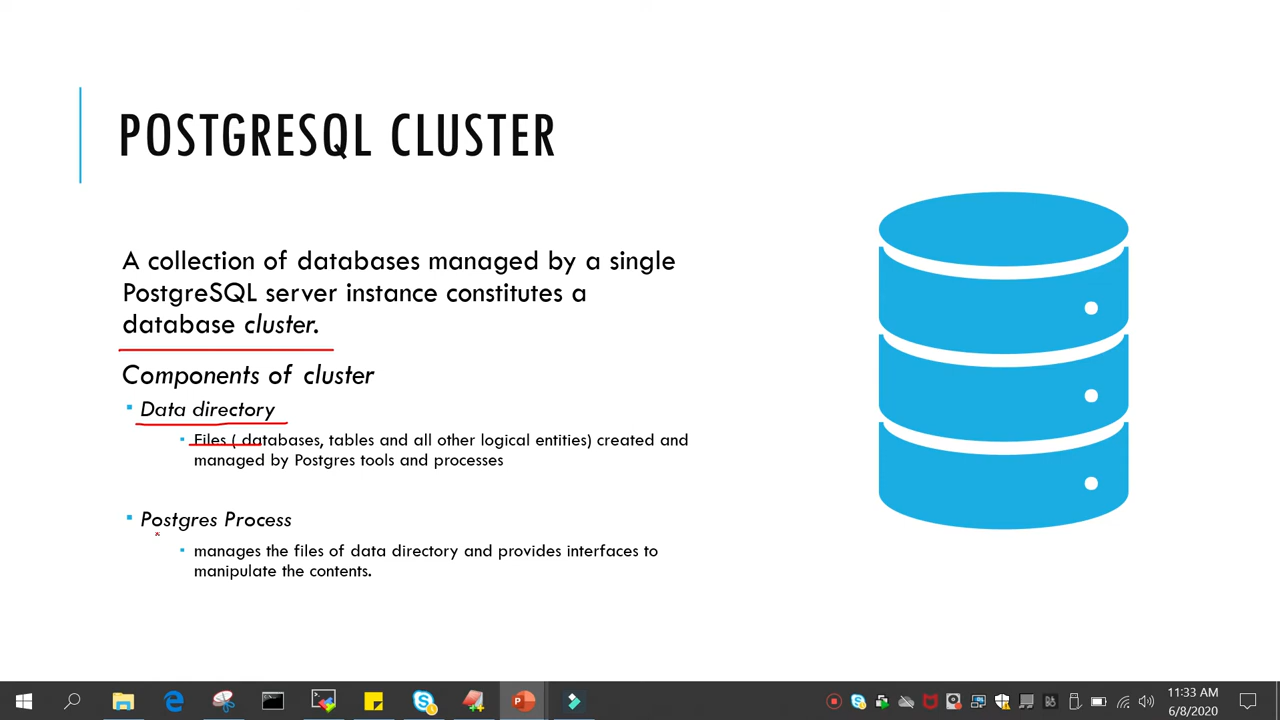 POSTGRESQL CLUSTER
A collection of databases managed by a single
PostgreSQL server instance constitutes a
database cluster.
Components of cluster
Data directory
Files ( databases, tables and all other logical entities) created and
managed by Postgres tools and processes
Postgres Process
manages the files of data directory and provides interfaces to
manipulate the contents.
11:33 AM
6/8/2020